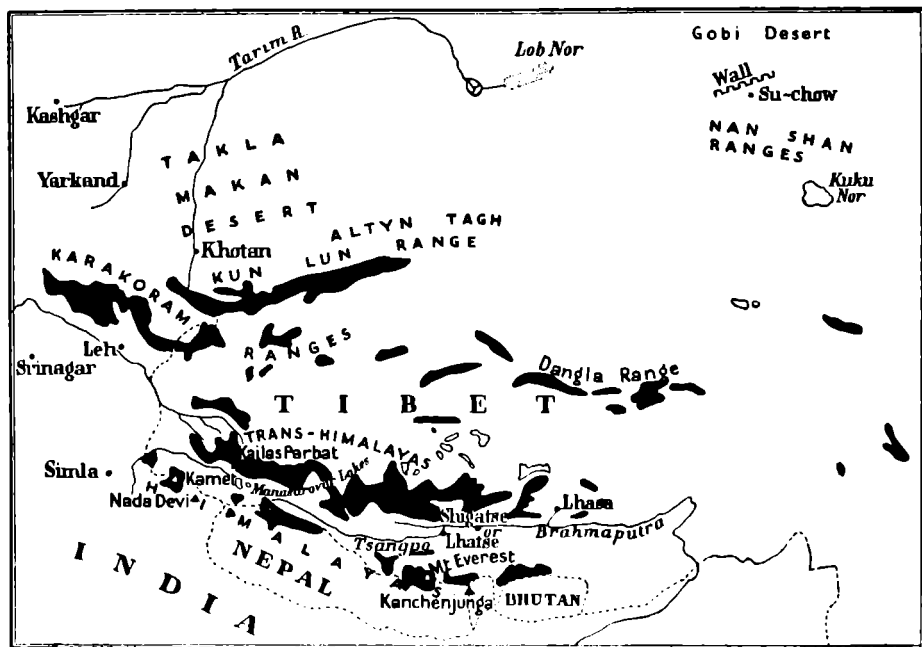 Gobi Desert
Tarim R.
Lob Nor
Wall
Su-chow
Kashgar
NAN SHAN
RANGES
TAKLA
MAKAN
DESERT
Yarkand
Kuku
Nor
Khotan
ALTYN TAGH
KUN LUN RANGE
KARAKORAM
RANGES
Leh
Srinagar
Dangla Range
TIBET
TRANS-HIMALAYAS
Kailas Parbat
Simla
Kamet
Manasarovar Lakes
Nada Devi
HIMALAYAS
Lhasa
Shigatse
or
Brahmaputra
Tsangpo
Lhatse
Mt Everest
NEPAL
Kanchenjunga
BHUTAN
INDIA